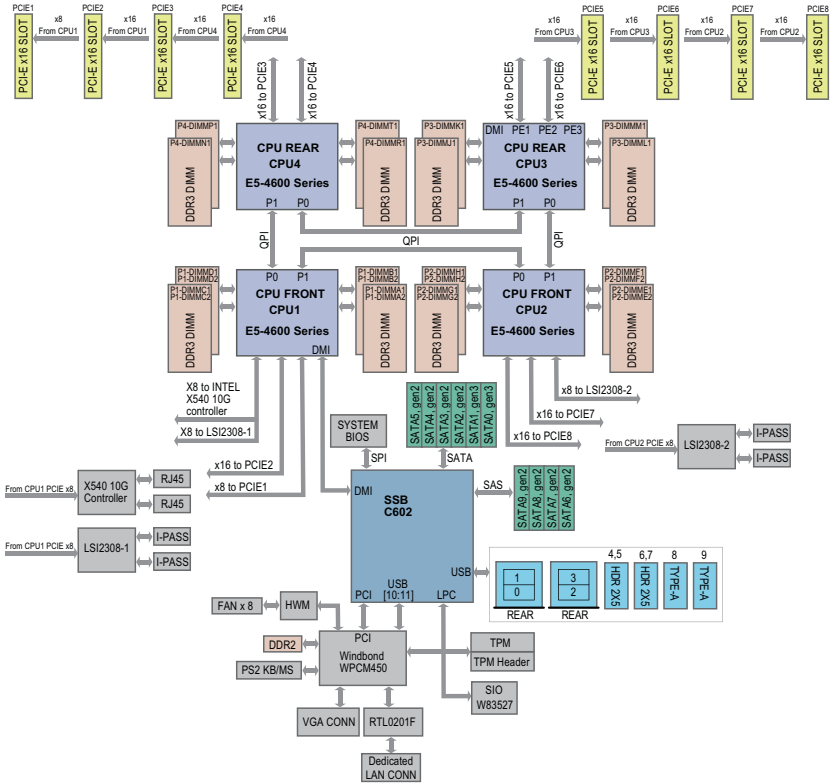 PCIE1
x8
From CPU1
PCI-E x16 SLOT
PCIE2
x16
From CPU1
PCI-E x16 SLOT
PCIE3
x16
From CPU4
PCI-E x16 SLOT
PCIE4
x16
From CPU4
PCI-E x16 SLOT
x16
From CPU3
PCIE5
PCI-E x16 SLOT
x16
From CPU3
PCIE6
PCI-E x16 SLOT
x16
From CPU2
PCIE7
PCI-E x16 SLOT
x16
From CPU2
PCIE8
PCI-E x16 SLOT
x16 to PCIE3
x16 to PCIE4
x16 to PCIE5
x16 to PCIE6
P4-DIMMP1
P4-DIMMN1
DDR3 DIMM
CPU REAR
CPU4
E5-4600 Series
P1 P0
P4-DIMMT1
P4-DIMMR1
DDR3 DIMM
P3-DIMMK1
P3-DIMMJ1
DDR3 DIMM
DMI PE1 PE2 PE3
CPU REAR
CPU3
E5-4600 Series
P1 P0
P3-DIMMM1
P3-DIMML1
DDR3 DIMM
QPI
QPI
QPI
P1-DIMMD1
P1-DIMMD2
P1-DIMMC1
P1-DIMMC2
DDR3 DIMM
P0 P1
CPU FRONT
CPU1
E5-4600 Series
DMI
P1-DIMMB1
P1-DIMMB2
P1-DIMMA1
P1-DIMMA2
DDR3 DIMM
P2-DIMMH1
P2-DIMMH2
P2-DIMMG1
P2-DIMMG2
DDR3 DIMM
P0 P1
CPU FRONT
CPU2
E5-4600 Series
P2-DIMMF1
P2-DIMMF2
P2-DIMME1
P2-DIMME2
DDR3 DIMM
X8 to INTEL
X540 10G
controller
X8 to LSI2308-1
x16 to PCIE2
x8 to PCIE1
x8 to LSI2308-2
x16 to PCIE7
x16 to PCIE8
SYSTEM
BIOS
SPI
SATA5, gen2
SATA4, gen2
SATA3, gen2
SATA2, gen2
SATA1, gen3
SATA0, gen3
SATA
From CPU2 PCIE x8
LSI2308-2
I-PASS
I-PASS
From CPU1 PCIE x8
X540 10G
Controller
RJ45
RJ45
From CPU1 PCIE x8
LSI2308-1
I-PASS
I-PASS
DMI
SSB
C602
SAS
SATA9, gen2
SATA8, gen2
SATA7, gen2
SATA6, gen2
USB
PCI
USB
[10:11]
LPC
1
0
REAR
3
2
REAR
4,5
HDR 2X5
6,7
HDR 2X5
8
TYPE-A
9
TYPE-A
FAN x 8
HWM
DDR2
PS2 KB/MS
PCI
Windbond
WPCM450
TPM
TPM Header
SIO
W83527
VGA CONN
RTL0201F
Dedicated
LAN CONN